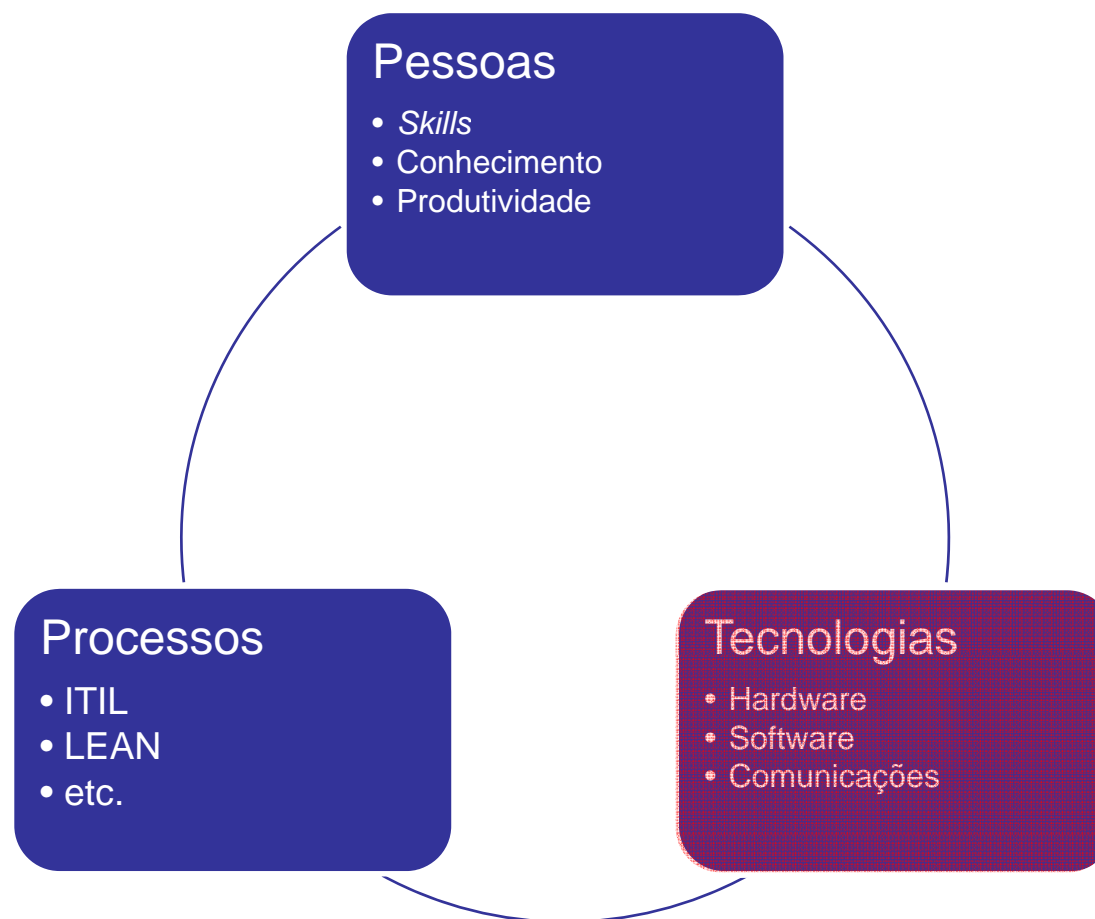 Pessoas
• Skills
• Conhecimento
• Produtividade
Processos
• ITIL
• LEAN
• etc.
Tecnologias
• Hardware
• Software
• Comunicações